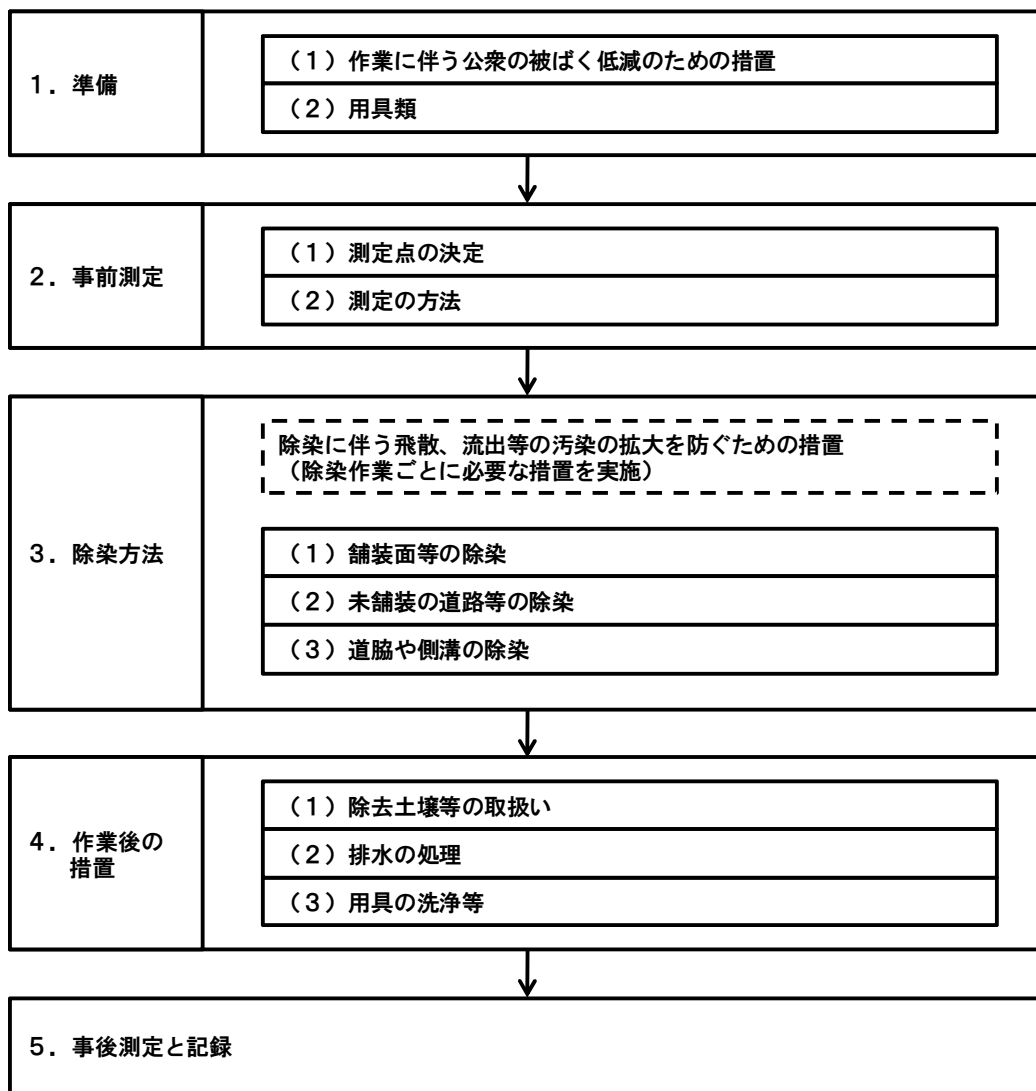 １．準備
（１）作業に伴う公衆の被ばく低減のための措置
（２）用具類
２．事前測定
（１）測定点の決定
（２）測定の方法
３．除染方法
除染に伴う飛散、流出等の汚染の拡大を防ぐための措置
（除染作業ごとに必要な措置を実施）
（１）舗装面等の除染
（２）未舗装の道路等の除染
（３）道脇や側溝の除染
４．作業後の
措置
（１）除去土壌等の取扱い
（２）排水の処理
（３）用具の洗浄等
５．事後測定と記録